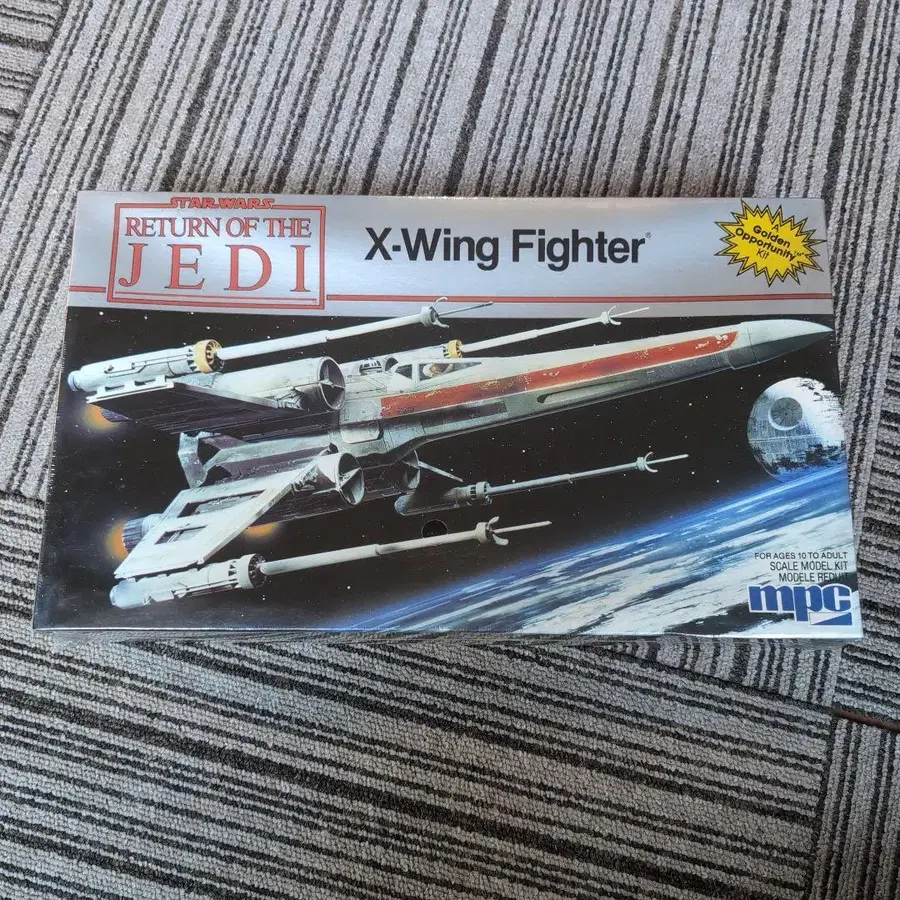 STAR WARS
RETURN OF THE
JEDI
X-Wing Fighter®
A
Golden
Opportunity™
Kit
FOR AGES 10 TO ADULT
SCALE MODEL KIT
MODELE REDUIT
mpc